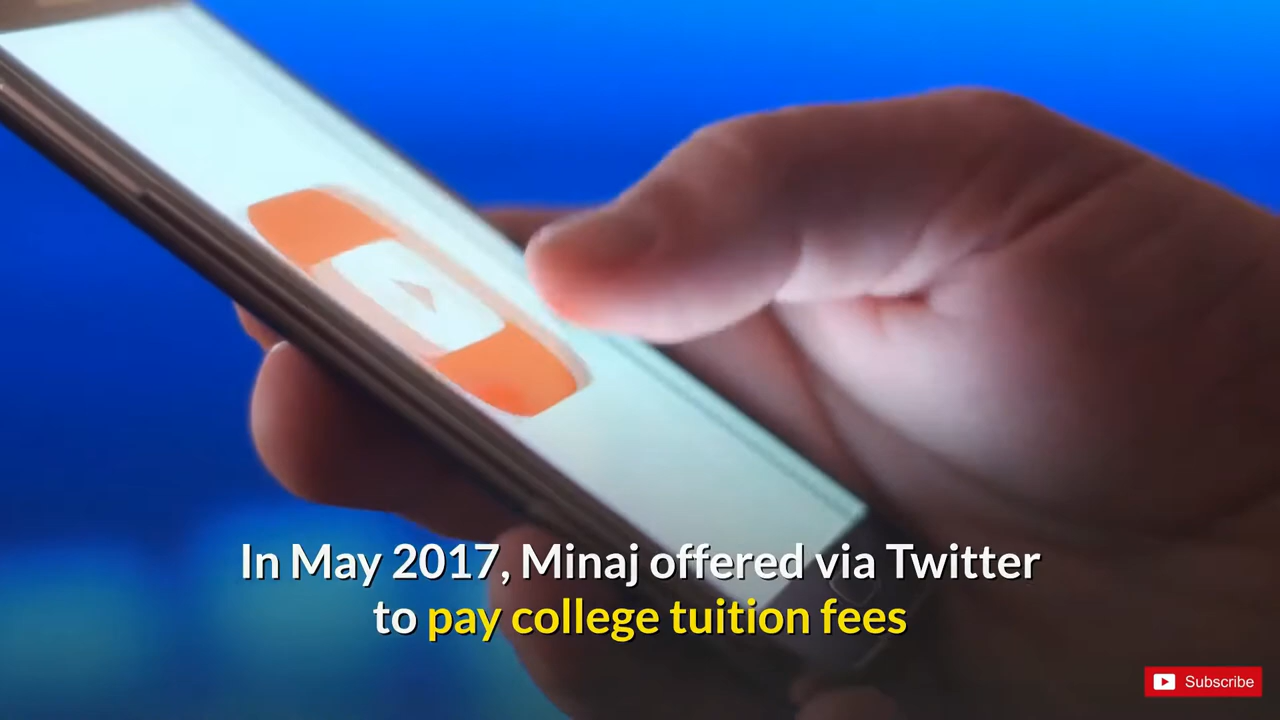 In May 2017, Minaj offered via Twitter
to pay college tuition fees
Subscribe